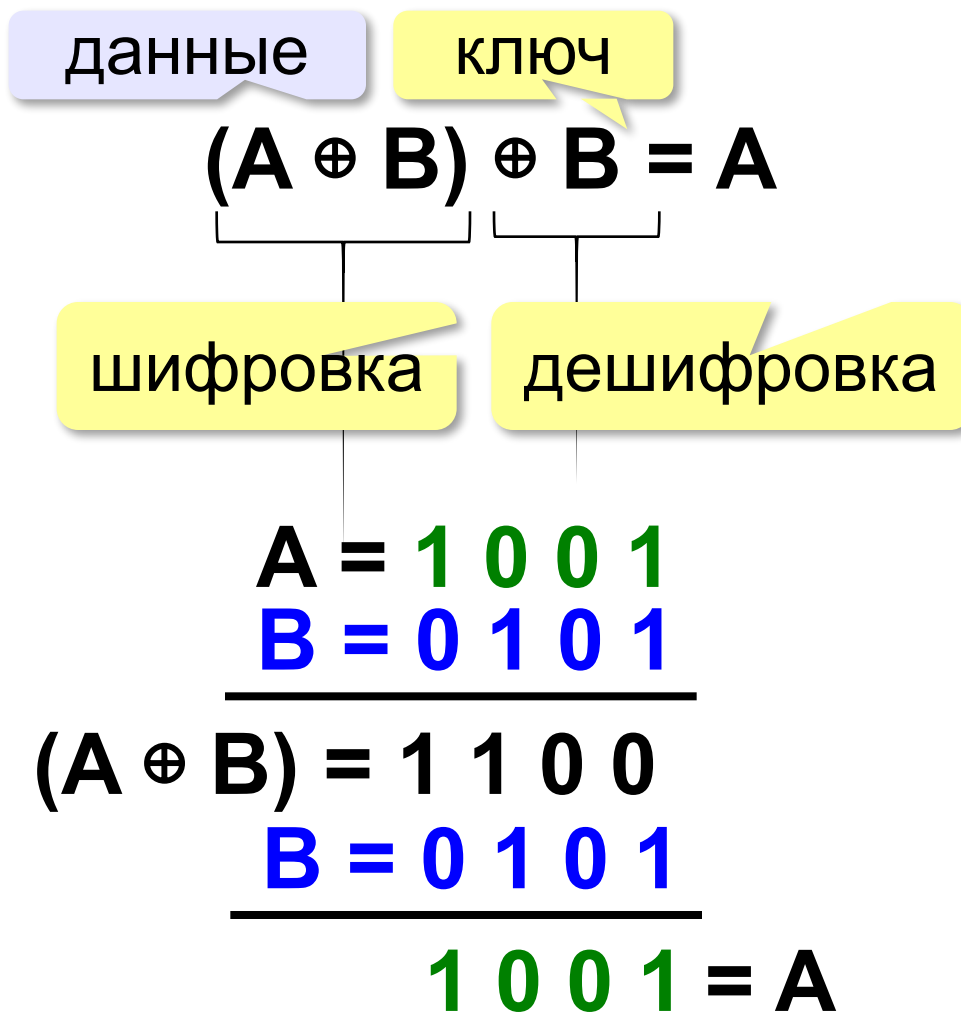 данные ключ
(A ⊕ B) ⊕ B = A
шифровка дешифровка
A = 1 0 0 1
B = 0 1 0 1
(A ⊕ B) = 1 1 0 0
B = 0 1 0 1
1 0 0 1 = A